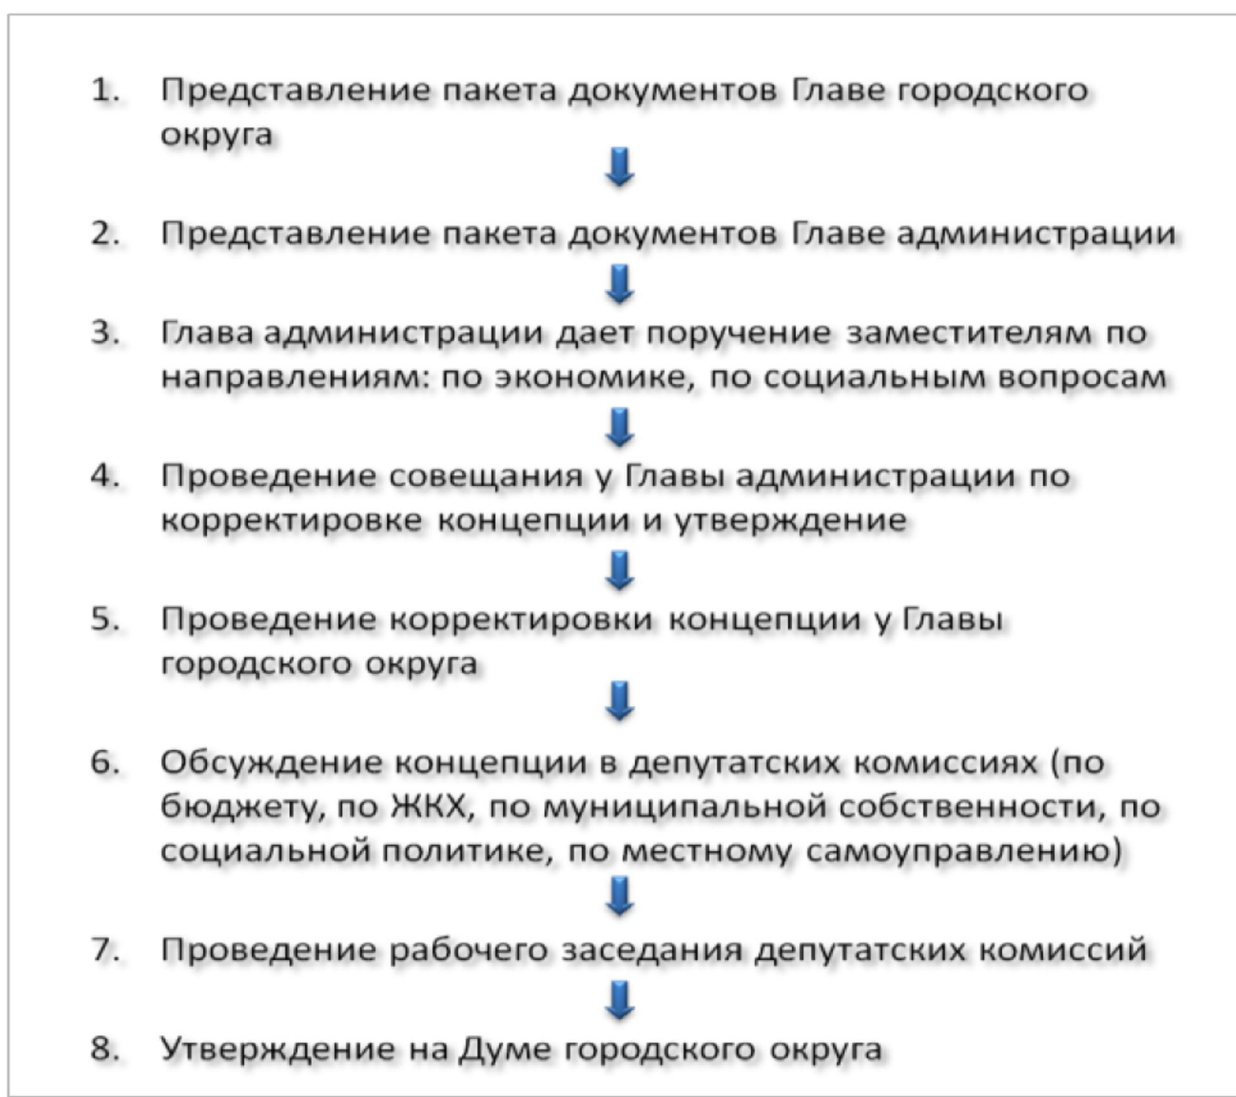 1. Представление пакета документов Главе городского
округа
2. Представление пакета документов Главе администрации
3. Глава администрации дает поручение заместителям по
направлениям: по экономике, по социальным вопросам
4. Проведение совещания у Главы администрации по
корректировке концепции и утверждение
5. Проведение корректировки концепции у Главы
городского округа
6. Обсуждение концепции в депутатских комиссиях (по
бюджету, по ЖКХ, по муниципальной собственности, по
социальной политике, по местному самоуправлению)
7. Проведение рабочего заседания депутатских комиссий
8. Утверждение на Думе городского округа